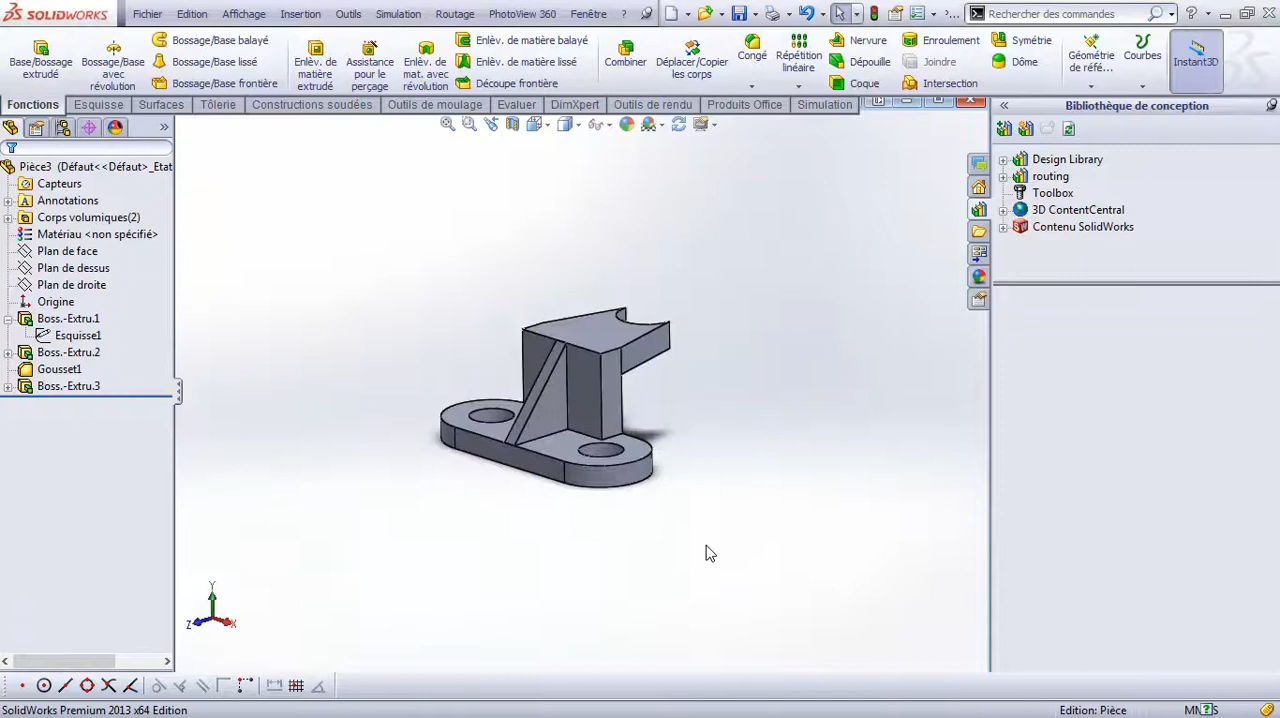 SOLIDWORKS Fichier Edition Affichage Insertion Outils Simulation Routage PhotoView 360 Fenêtre ? ... Rechercher des commandes ?
Base/Bossage extrudé
Bossage/Base avec révolution
Bossage/Base balayé
Bossage/Base lissé
Bossage/Base frontière
Enlèv. de matière extrudé
Assistance pour le perçage
Enlèv. de mat. avec révolution
Enlèv. de matière balayé
Enlèv. de matière lissé
Découpe frontière
Combiner
Déplacer/Copier les corps
Congé
Répétition linéaire
Nervure
Dépouille
Coque
Enroulement
Joindre
Intersection
Symétrie
Dôme
Géométrie de réfé...
Courbes
Instant3D
Fonctions Esquisse Surfaces Tôlerie Constructions soudées Outils de moulage Evaluer DimXpert Outils de rendu Produits Office Simulation
Bibliothèque de conception
Pièce3 (Défaut<<Défaut>_Etat
Capteurs
Annotations
Corps volumiques(2)
Matériau <non spécifié>
Plan de face
Plan de dessus
Plan de droite
Origine
Boss.-Extru.1
Esquisse1
Boss.-Extru.2
Gousset1
Boss.-Extru.3
Design Library
routing
Toolbox
3D ContentCentral
Contenu SolidWorks
Y
Z
X
SolidWorks Premium 2013 x64 Edition
Edition: Pièce